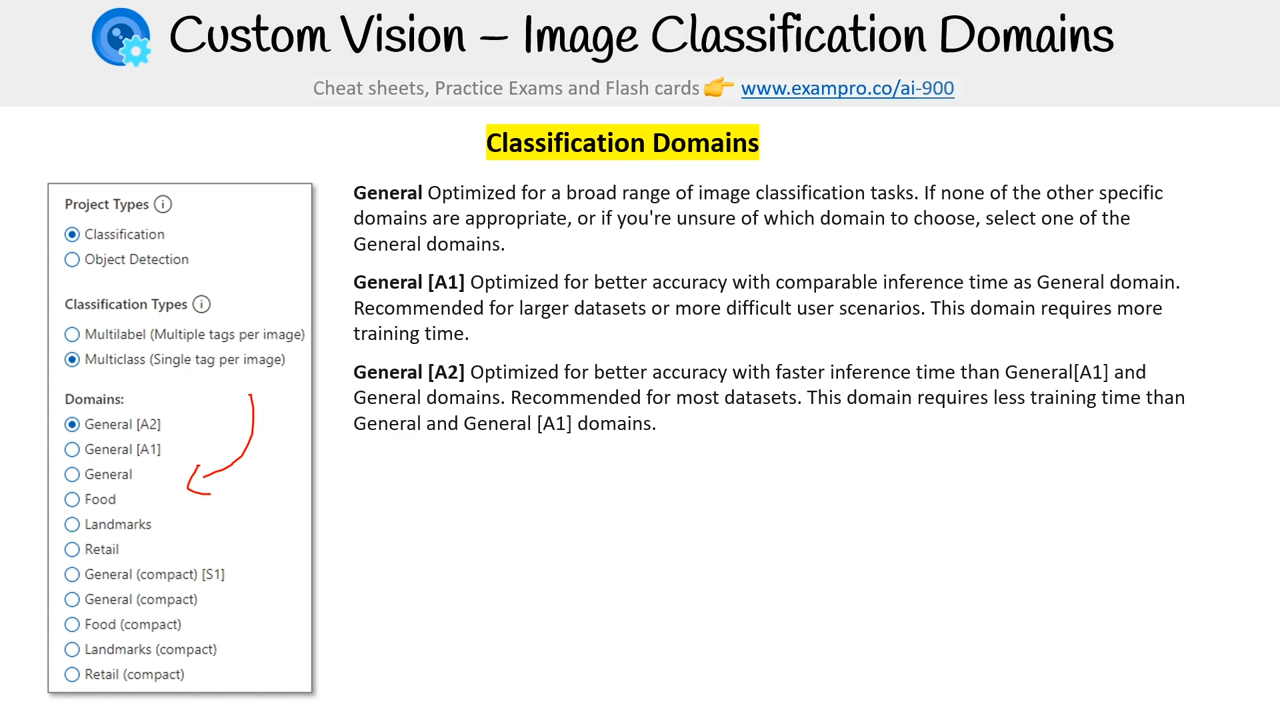 Custom Vision – Image Classification Domains
Cheat sheets, Practice Exams and Flash cards 👉 www.exampro.co/ai-900
Classification Domains
Project Types i
Classification
Object Detection
Classification Types i
Multilabel (Multiple tags per image)
Multiclass (Single tag per image)
Domains:
General [A2]
General [A1]
General
Food
Landmarks
Retail
General (compact) [S1]
General (compact)
Food (compact)
Landmarks (compact)
Retail (compact)
General Optimized for a broad range of image classification tasks. If none of the other specific
domains are appropriate, or if you're unsure of which domain to choose, select one of the
General domains.
General [A1] Optimized for better accuracy with comparable inference time as General domain.
Recommended for larger datasets or more difficult user scenarios. This domain requires more
training time.
General [A2] Optimized for better accuracy with faster inference time than General[A1] and
General domains. Recommended for most datasets. This domain requires less training time than
General and General [A1] domains.